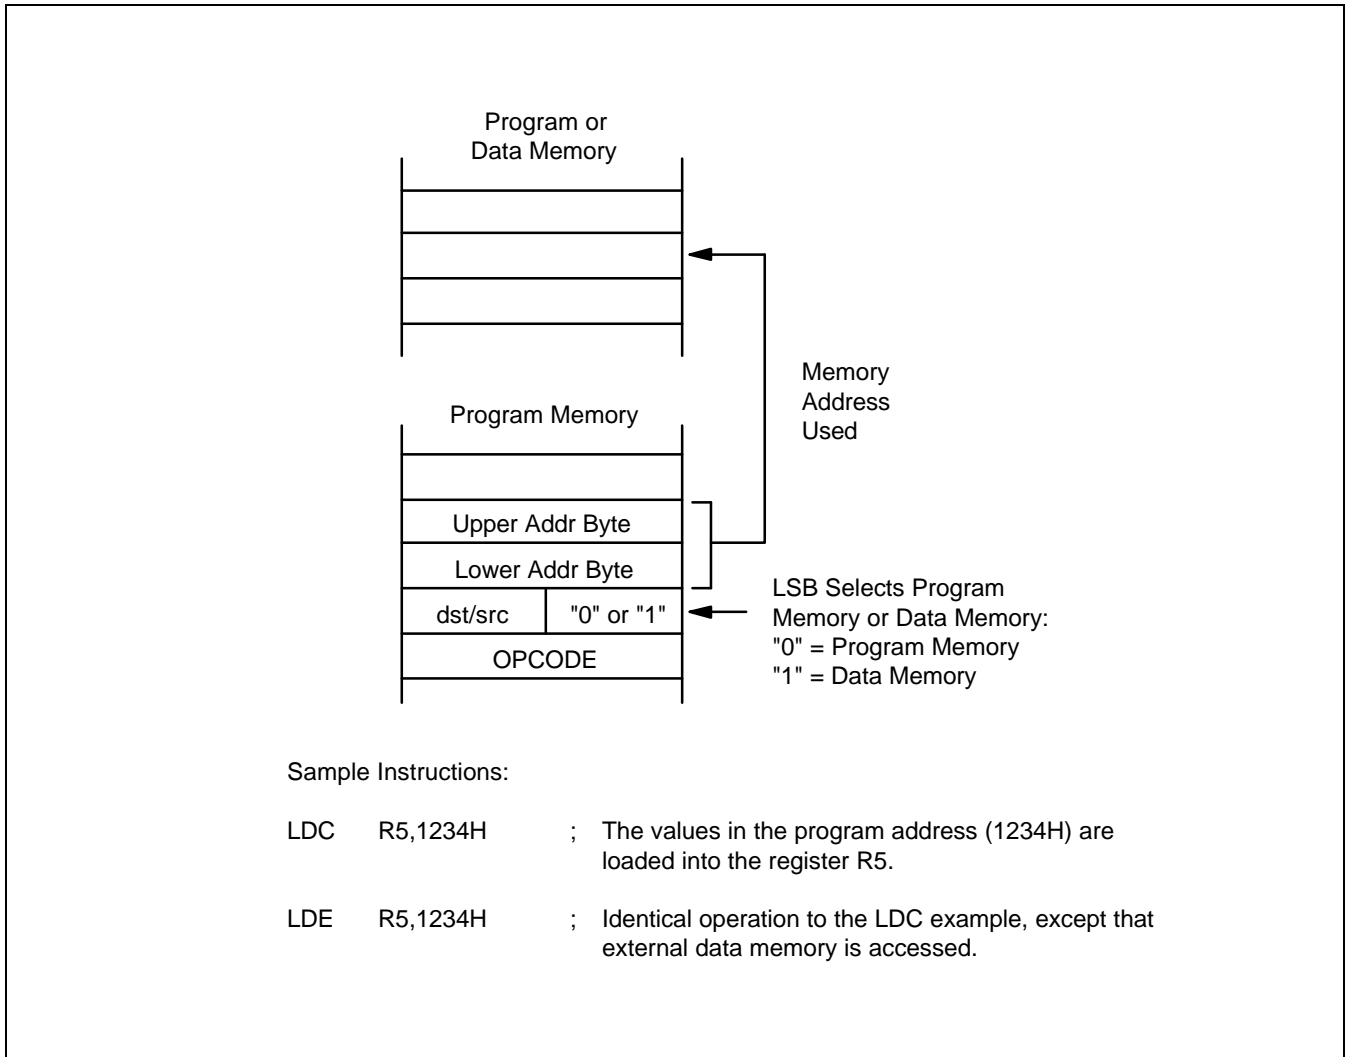 Program or
Data Memory
Memory
Address
Used
Program Memory
Upper Addr Byte
Lower Addr Byte
dst/src "0" or "1"
OPCODE
LSB Selects Program
Memory or Data Memory:
"0" = Program Memory
"1" = Data Memory
Sample Instructions:
LDC R5,1234H ; The values in the program address (1234H) are
loaded into the register R5.
LDE R5,1234H ; Identical operation to the LDC example, except that
external data memory is accessed.